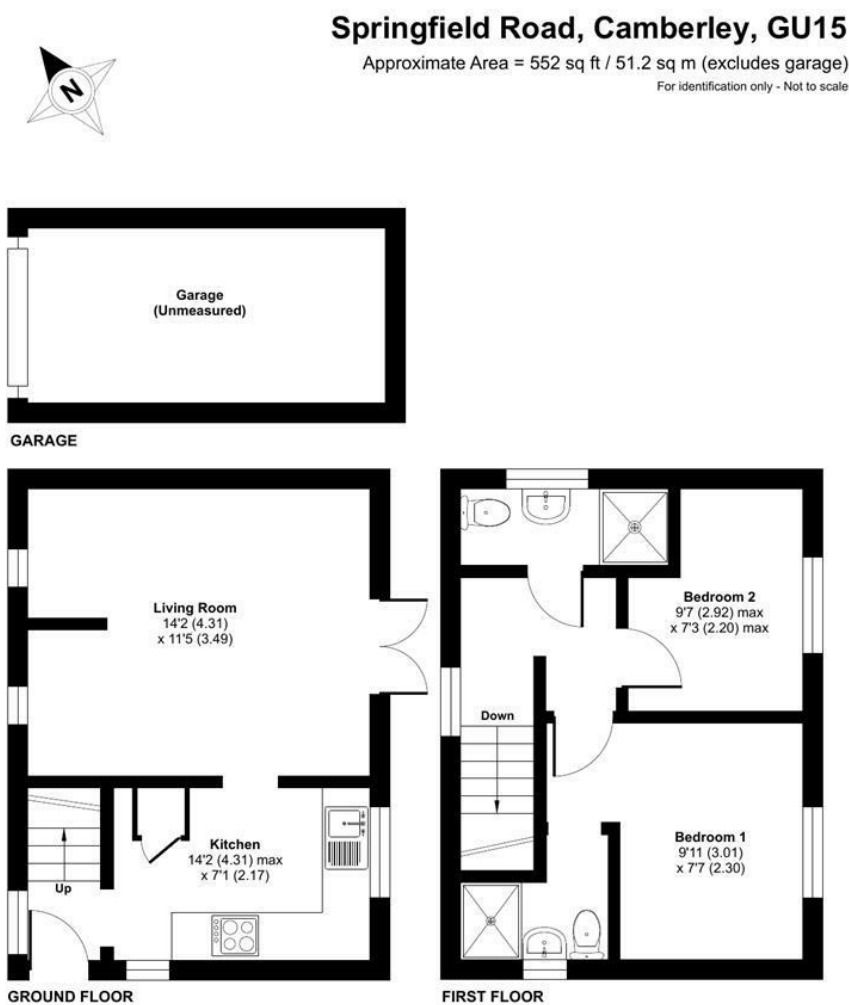 Springfield Road, Camberley, GU15
Approximate Area = 552 sq ft / 51.2 sq m (excludes garage)
For identification only - Not to scale
N
Garage
(Unmeasured)
GARAGE
Living Room
14'2 (4.31)
x 11'5 (3.49)
Kitchen
14'2 (4.31) max
x 7'1 (2.17)
Up
GROUND FLOOR
Bedroom 2
9'7 (2.92) max
x 7'3 (2.20) max
Down
Bedroom 1
9'11 (3.01)
x 7'7 (2.30)
FIRST FLOOR